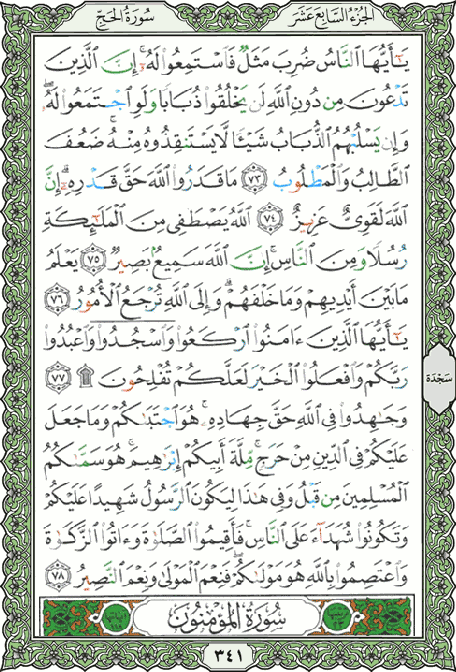 الجزء السابع عشر
سورة الحج
يَٰٓأَيُّهَا ٱلنَّاسُ ضُرِبَ مَثَلٌ فَٱسْتَمِعُوا۟ لَهُۥٓ ۚ إِنَّ ٱلَّذِينَ
تَدْعُونَ مِن دُونِ ٱللَّهِ لَن يَخْلُقُوا۟ ذُبَابًا وَلَوِ ٱجْتَمَعُوا۟ لَهُۥ ۖ
وَإِن يَسْلُبْهُمُ ٱلذُّبَابُ شَيْـًٔا لَّا يَسْتَنقِذُوهُ مِنْهُ ۚ ضَعُفَ
ٱلطَّالِبُ وَٱلْمَطْلُوبُ ٧٣ مَا قَدَرُوا۟ ٱللَّهَ حَقَّ قَدْرِهِۦٓ ۗ إِنَّ
ٱللَّهَ لَقَوِىٌّ عَزِيزٌ ٧٤ ٱللَّهُ يَصْطَفِى مِنَ ٱلْمَلَٰٓئِكَةِ
رُسُلًا وَمِنَ ٱلنَّاسِ ۚ إِنَّ ٱللَّهَ سَمِيعٌۢ بَصِيرٌ ٧٥ يَعْلَمُ
مَا بَيْنَ أَيْدِيهِمْ وَمَا خَلْفَهُمْ ۗ وَإِلَى ٱللَّهِ تُرْجَعُ ٱلْأُمُورُ ٧٦
يَٰٓأَيُّهَا ٱلَّذِينَ ءَامَنُوا۟ ٱرْكَعُوا۟ وَٱسْجُدُوا۟ وَٱعْبُدُوا۟
رَبَّكُمْ وَٱفْعَلُوا۟ ٱلْخَيْرَ لَعَلَّكُمْ تُفْلِحُونَ ۩ ٧٧
سجدة
وَجَٰهِدُوا۟ فِى ٱللَّهِ حَقَّ جِهَادِهِۦ ۚ هُوَ ٱجْتَبَىٰكُمْ وَمَا جَعَلَ
عَلَيْكُمْ فِى ٱلدِّينِ مِنْ حَرَجٍ ۚ مِّلَّةَ أَبِيكُمْ إِبْرَٰهِيمَ ۚ هُوَ سَمَّىٰكُمُ
ٱلْمُسْلِمِينَ مِن قَبْلُ وَفِى هَٰذَا لِيَكُونَ ٱلرَّسُولُ شَهِيدًا عَلَيْكُمْ
وَتَكُونُوا۟ شُهَدَآءَ عَلَى ٱلنَّاسِ ۚ فَأَقِيمُوا۟ ٱلصَّلَوٰةَ وَءَاتُوا۟ ٱلزَّكَوٰةَ
وَٱعْتَصِمُوا۟ بِٱللَّهِ هُوَ مَوْلَىٰكُمْ ۖ فَنِعْمَ ٱلْمَوْلَىٰ وَنِعْمَ ٱلنَّصِيرُ ٧٨
سورة المؤمنون
٣٤١